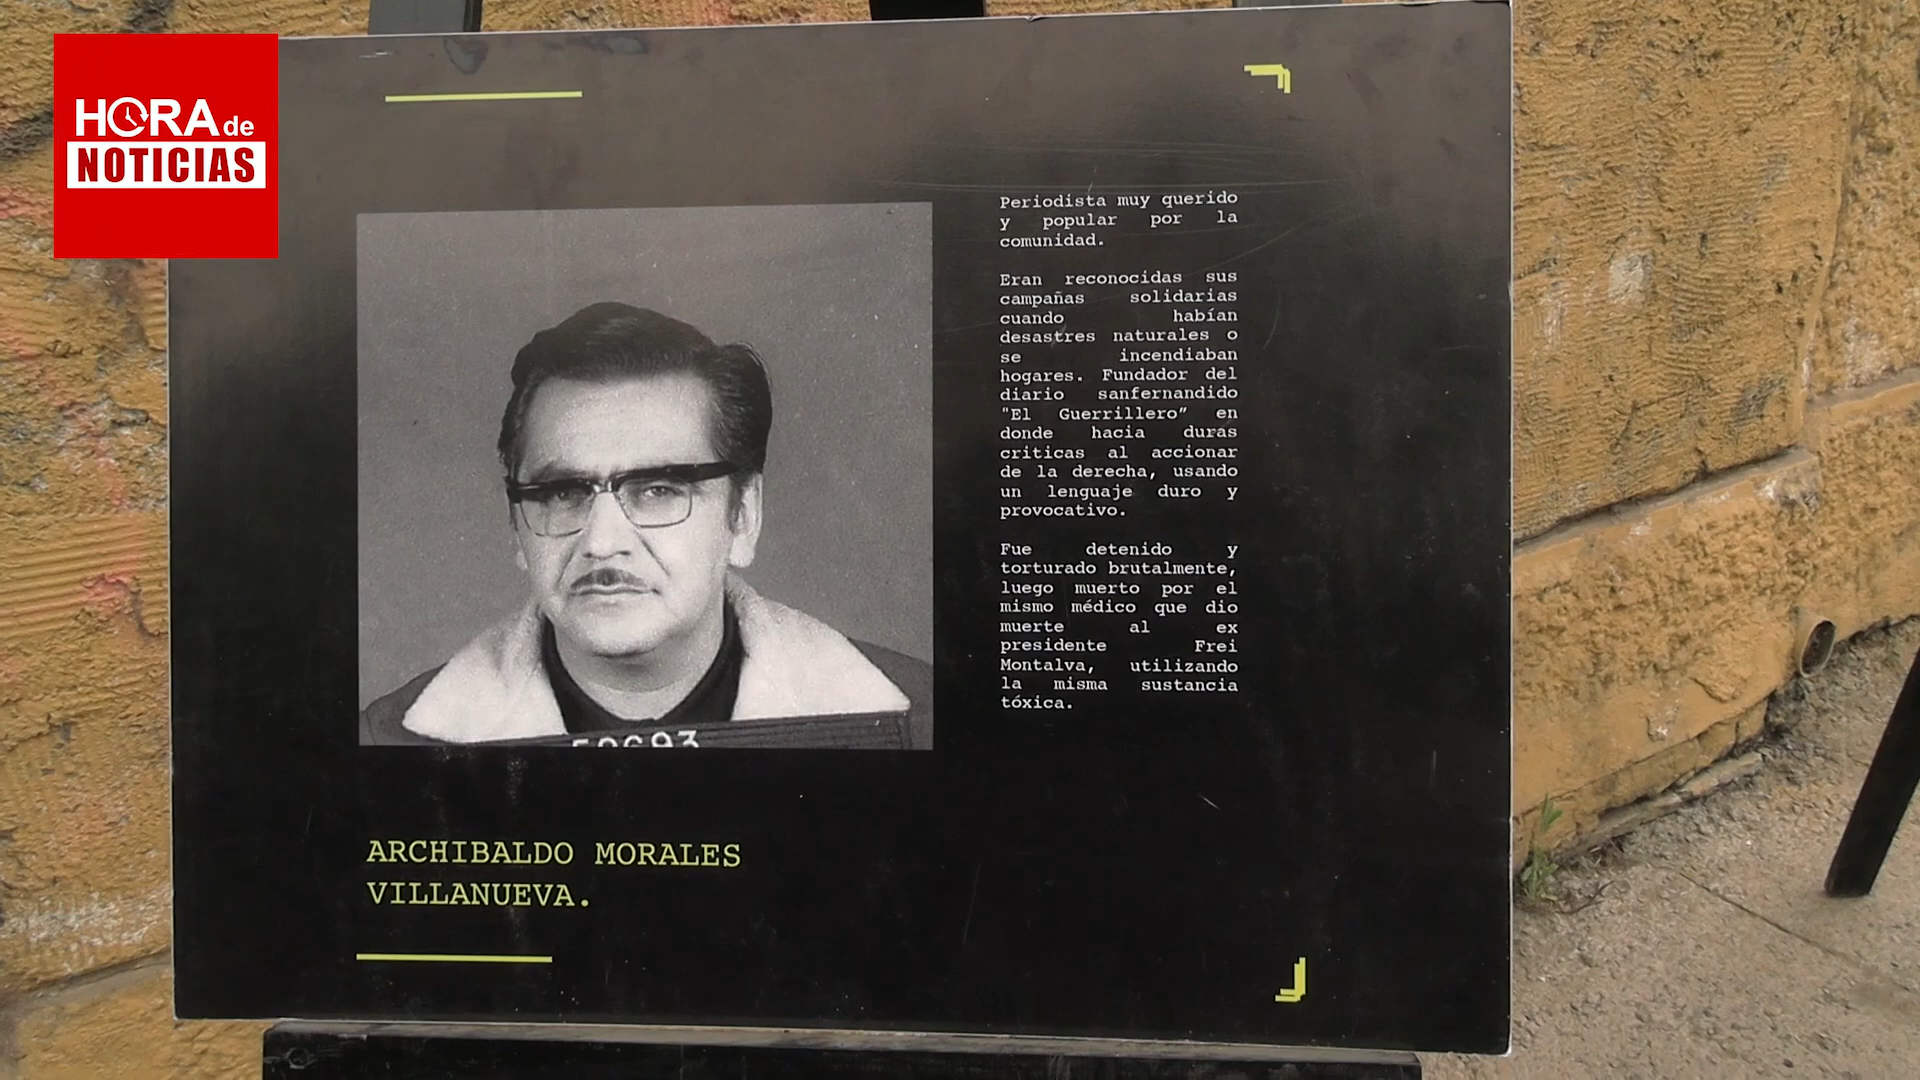 HORA de
NOTICIAS
Periodista muy querido
y popular por la
comunidad.
Eran reconocidas sus
campañas solidarias
cuando habían
desastres naturales o
se incendiaban
hogares. Fundador del
diario sanfernandido
"El Guerrillero" en
donde hacia duras
criticas al accionar
de la derecha, usando
un lenguaje duro y
provocativo.
Fue detenido y
torturado brutalmente,
luego muerto por el
mismo médico que dio
muerte al ex
presidente Frei
Montalva, utilizando
la misma sustancia
tóxica.
ARCHIBALDO MORALES
VILLANUEVA.